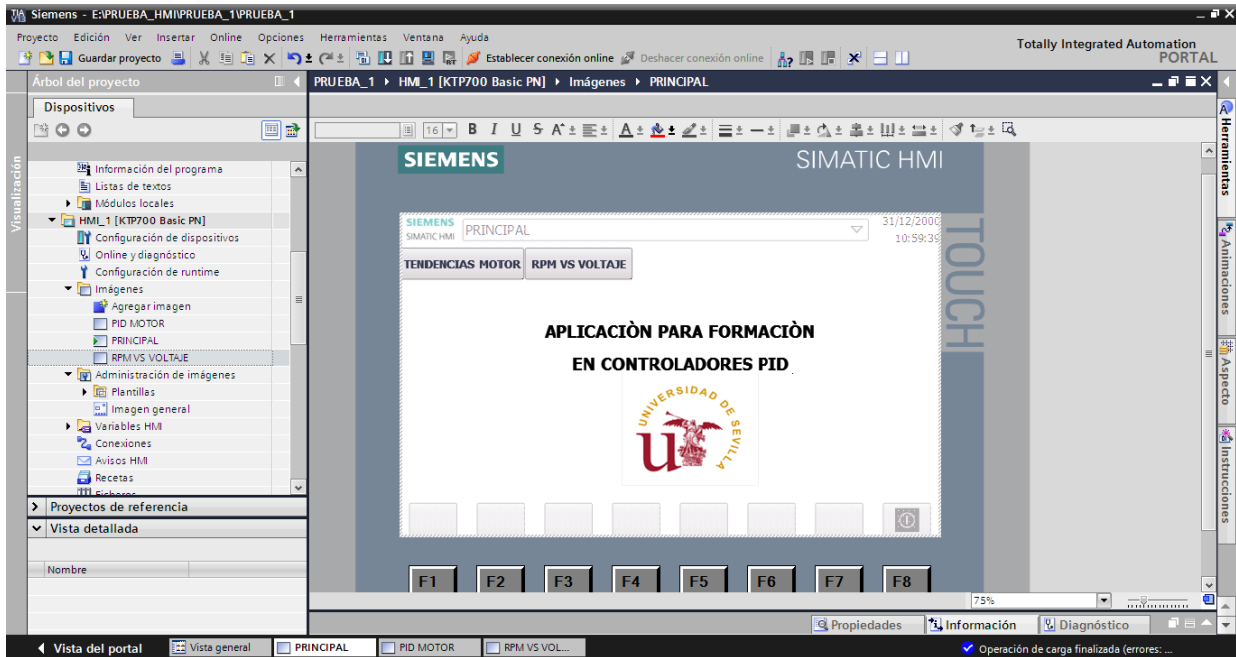 Siemens - E:\PRUEBA_HMI\PRUEBA_1\PRUEBA_1
Proyecto Edición Ver Insertar Online Opciones Herramientas Ventana Ayuda
Totally Integrated Automation
PORTAL
Guardar proyecto
Establecer conexión online
Deshacer conexión online
Árbol del proyecto
PRUEBA_1 HMI_1 [KTP700 Basic PN] Imágenes PRINCIPAL
Dispositivos
16
B I U S A A
Visualización
Información del programa
Listas de textos
Módulos locales
HMI_1 [KTP700 Basic PN]
Configuración de dispositivos
Online y diagnóstico
Configuración de runtime
Imágenes
Agregar imagen
PID MOTOR
PRINCIPAL
RPM VS VOLTAJE
Administración de imágenes
Plantillas
Imagen general
Variables HMI
Conexiones
Avisos HMI
Recetas
Ficheros
Proyectos de referencia
Vista detallada
Nombre
SIEMENS
SIMATIC HMI
SIEMENS
SIMATIC HMI
PRINCIPAL
31/12/2000
10:59:39
TOUCH
TENDENCIAS MOTOR
RPM VS VOLTAJE
APLICACIÒN PARA FORMACIÒN
EN CONTROLADORES PID
UNIVERSIDAD DE SEVILLA
F1 F2 F3 F4 F5 F6 F7 F8
75%
Propiedades
Información
Diagnóstico
Herramientas
Animaciones
Aspecto
Instrucciones
Vista del portal
Vista general
PRINCIPAL
PID MOTOR
RPM VS VOL...
Operación de carga finalizada (errores: ...